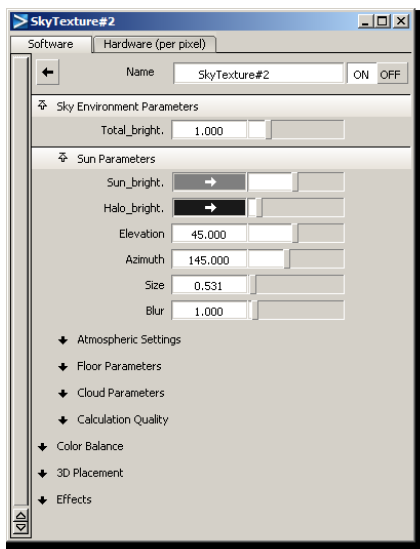 SkyTexture#2
Software Hardware (per pixel)
Name SkyTexture#2 ON OFF
Sky Environment Parameters
Total_bright. 1.000
Sun Parameters
Sun_bright.
Halo_bright.
Elevation 45.000
Azimuth 145.000
Size 0.531
Blur 1.000
Atmospheric Settings
Floor Parameters
Cloud Parameters
Calculation Quality
Color Balance
3D Placement
Effects